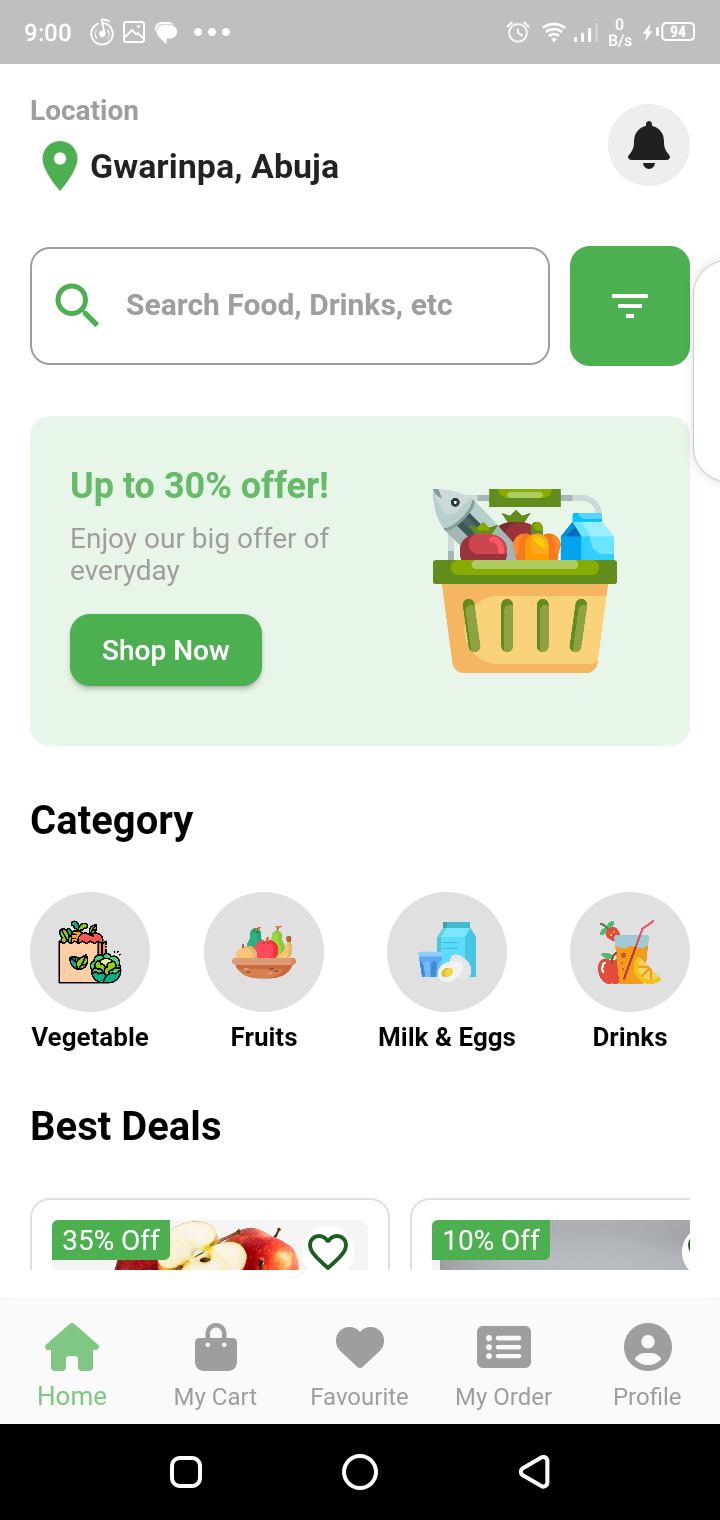 9:00
0
B/s
94
Location
Gwarinpa, Abuja
Search Food, Drinks, etc
Up to 30% offer!
Enjoy our big offer of
everyday
Shop Now
Category
Vegetable Fruits Milk & Eggs Drinks
Best Deals
35% Off 10% Off
Home My Cart Favourite My Order Profile